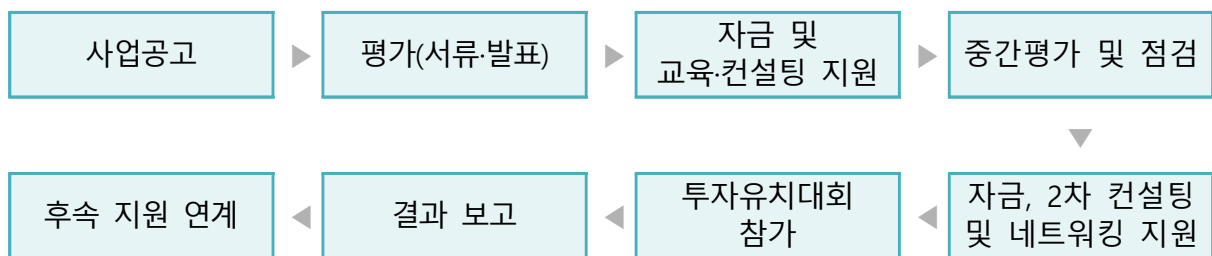 사업공고
평가(서류·발표)
자금 및
교육·컨설팅 지원
중간평가 및 점검
자금, 2차 컨설팅
및 네트워킹 지원
투자유치대회
참가
결과 보고
후속 지원 연계